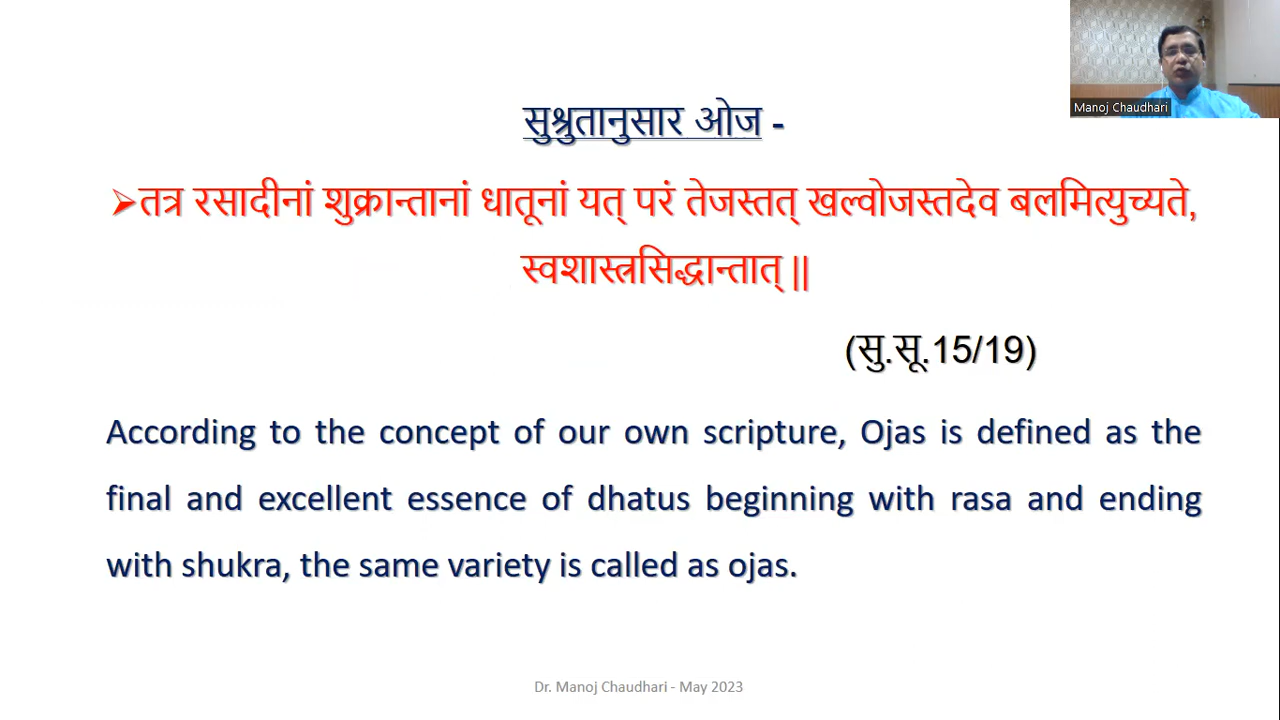 Manoj Chaudhari
सुश्रुतानुसार ओज -
➢तत्र रसादीनां शुक्रान्तानां धातूनां यत् परं तेजस्तत् खल्वोजस्तदेव बलमित्युच्यते,
स्वशास्त्रसिद्धान्तात् ||
(सु.सू.15/19)
According to the concept of our own scripture, Ojas is defined as the
final and excellent essence of dhatus beginning with rasa and ending
with shukra, the same variety is called as ojas.
Dr. Manoj Chaudhari - May 2023